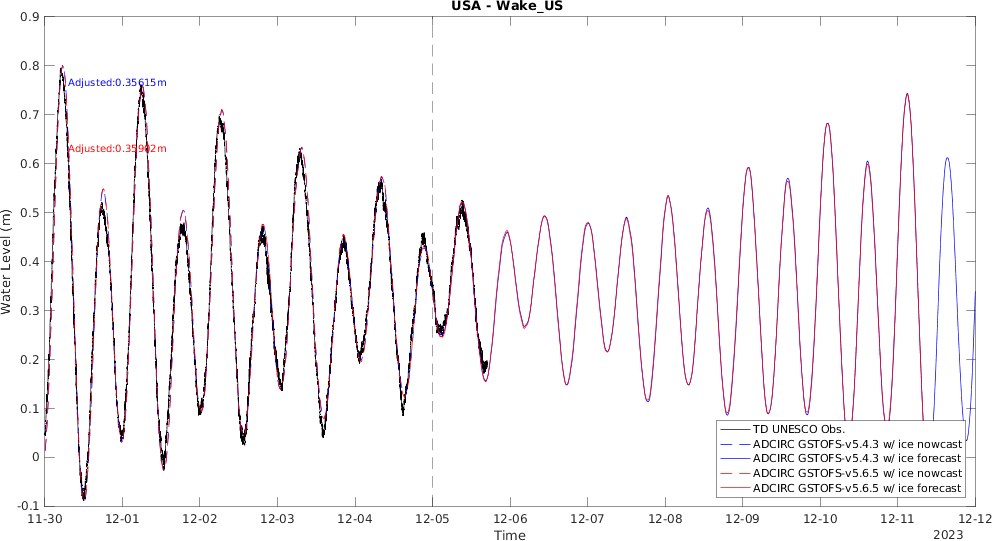 USA - Wake_US
0.9
0.8
0.7
0.6
0.5
0.4
0.3
0.2
0.1
0
-0.1
Water Level (m)
Adjusted:0.35615m
Adjusted:0.35902m
TD UNESCO Obs.
ADCIRC GSTOFS-v5.4.3 w/ ice nowcast
ADCIRC GSTOFS-v5.4.3 w/ ice forecast
ADCIRC GSTOFS-v5.6.5 w/ ice nowcast
ADCIRC GSTOFS-v5.6.5 w/ ice forecast
11-30 12-01 12-02 12-03 12-04 12-05 12-06 12-07 12-08 12-09 12-10 12-11 12-12
Time
2023